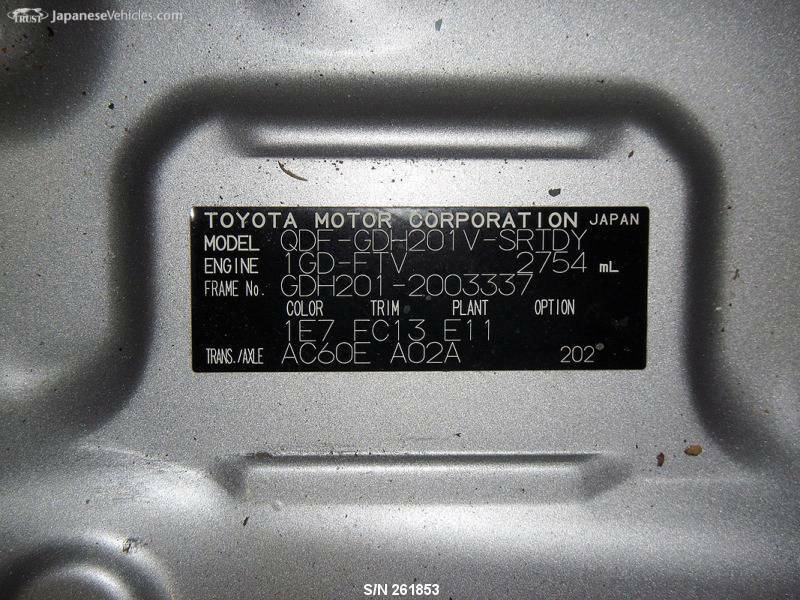 TRUST JapaneseVehicles.com
TOYOTA MOTOR CORPORATION JAPAN
MODEL QDF-GDH201V-SRTDY
ENGINE 1GD-FTV 2754 mL
FRAME No. GDH201-2003337
COLOR TRIM PLANT OPTION
1E7 FC13 E11
TRANS./AXLE AC60E A02A 202
S/N 261853